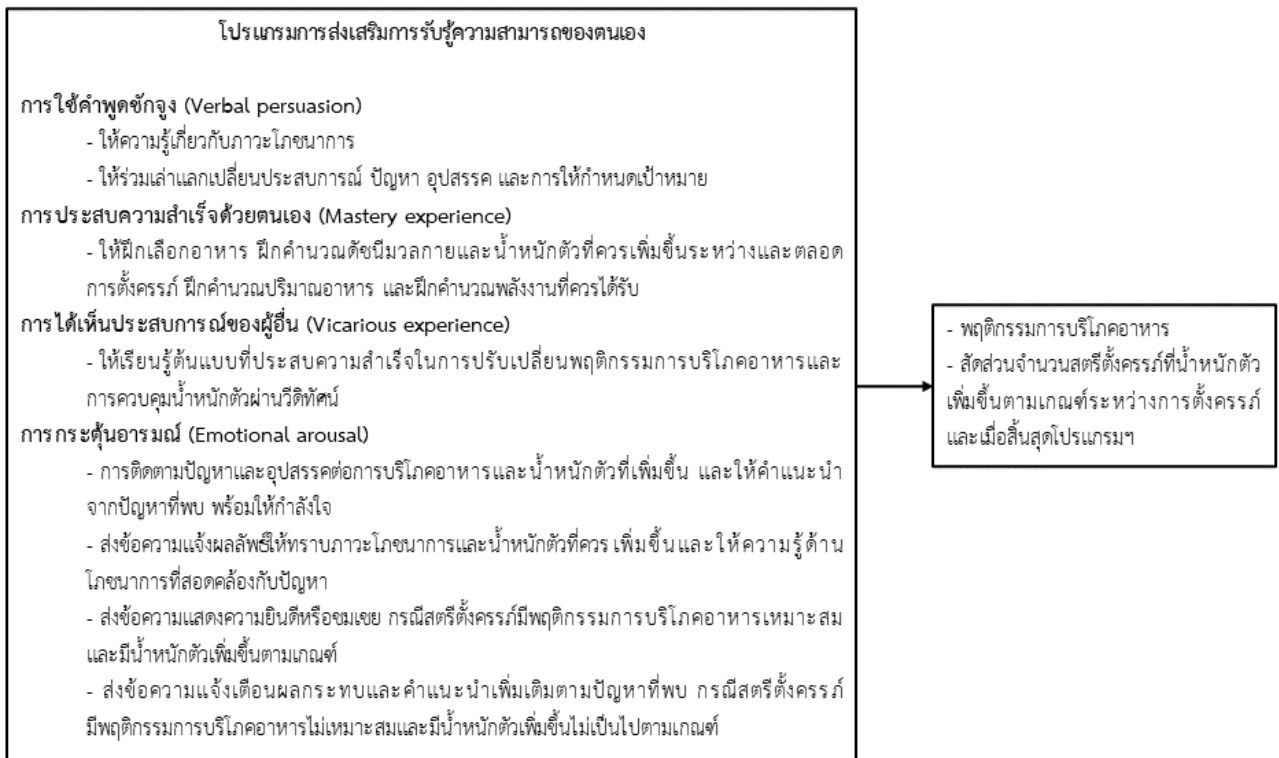 โปรแกรมการส่งเสริมการรับรู้ความสามารถของตนเอง
การใช้คำพูดชักจูง (Verbal persuasion)
- ให้ความรู้เกี่ยวกับภาวะโภชนาการ
- ให้ร่วมเล่าแลกเปลี่ยนประสบการณ์ ปัญหา อุปสรรค และการให้กำหนดเป้าหมาย
การประสบความสำเร็จด้วยตนเอง (Mastery experience)
- ให้ฝึกเลือกอาหาร ฝึกคำนวณดัชนีมวลกายและน้ำหนักตัวที่ควรเพิ่มขึ้นระหว่างและตลอด
การตั้งครรภ์ ฝึกคำนวณปริมาณอาหาร และฝึกคำนวณพลังงานที่ควรได้รับ
การได้เห็นประสบการณ์ของผู้อื่น (Vicarious experience)
- ให้เรียนรู้ต้นแบบที่ประสบความสำเร็จในการปรับเปลี่ยนพฤติกรรมการบริโภคอาหารและ
การควบคุมน้ำหนักตัวผ่านวีดิทัศน์
การกระตุ้นอารมณ์ (Emotional arousal)
- การติดตามปัญหาและอุปสรรคต่อการบริโภคอาหารและน้ำหนักตัวที่เพิ่มขึ้น และให้คำแนะนำ
จากปัญหาที่พบ พร้อมให้กำลังใจ
- ส่งข้อความแจ้งผลลัพธ์ให้ทราบภาวะโภชนาการและน้ำหนักตัวที่ควร เพิ่มขึ้นและให้ความรู้ด้าน
โภชนาการที่สอดคล้องกับปัญหา
- ส่งข้อความแสดงความยินดีหรือชมเชย กรณีสตรีตั้งครรภ์มีพฤติกรรมการบริโภคอาหารเหมาะสม
และมีน้ำหนักตัวเพิ่มขึ้นตามเกณฑ์
- ส่งข้อความแจ้งเตือนผลกระทบและคำแนะนำเพิ่มเติมตามปัญหาที่พบ กรณีสตรีตั้งครรภ์
มีพฤติกรรมการบริโภคอาหารไม่เหมาะสมและมีน้ำหนักตัวเพิ่มขึ้นไม่เป็นไปตามเกณฑ์
- พฤติกรรมการบริโภคอาหาร
- สัดส่วนจำนวนสตรีตั้งครรภ์ที่น้ำหนักตัว
เพิ่มขึ้นตามเกณฑ์ระหว่างการตั้งครรภ์
และเมื่อสิ้นสุดโปรแกรมฯ